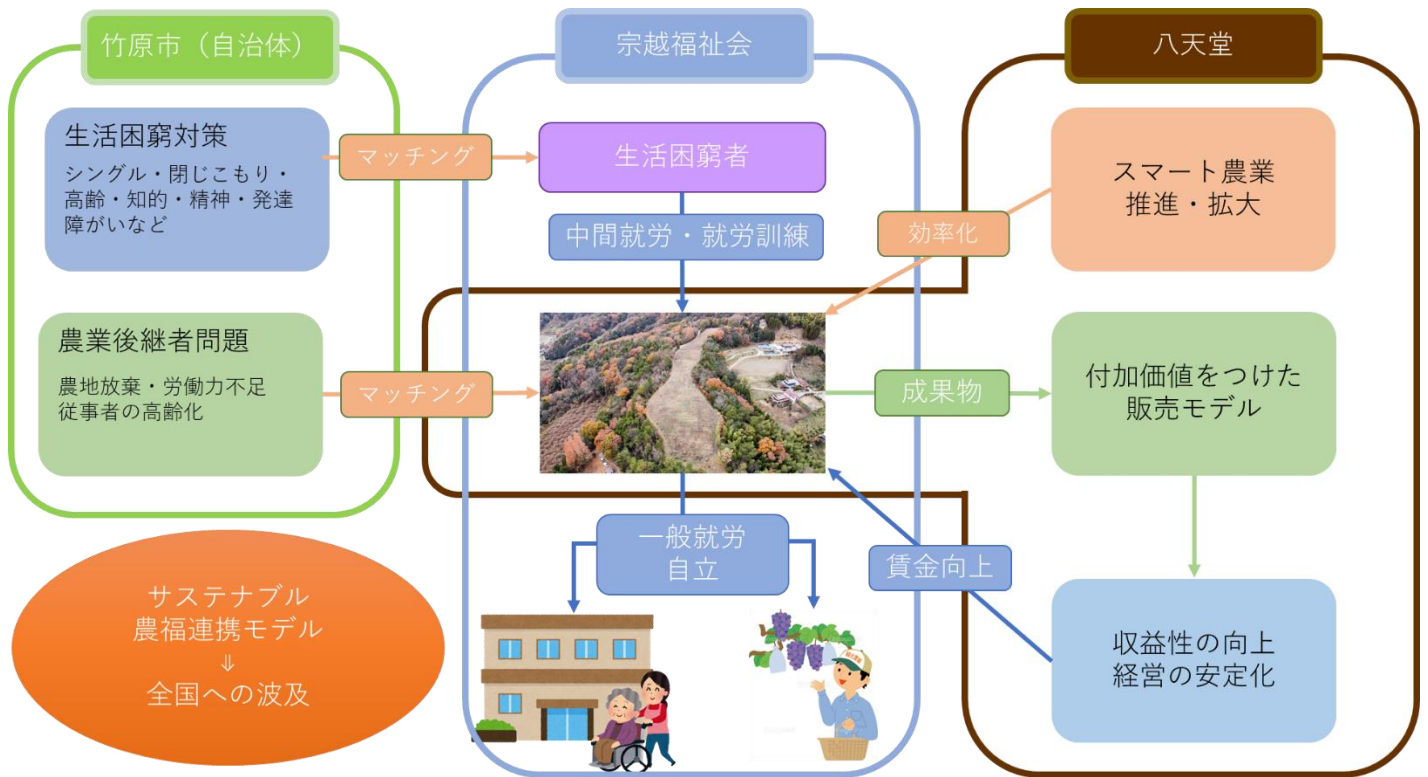 竹原市（自治体）
生活困窮対策
シングル・閉じこもり・
高齢・知的・精神・発達
障がいなど
農業後継者問題
農地放棄・労働力不足
従事者の高齢化
サステナブル
農福連携モデル
⇓
全国への波及
マッチング
マッチング
宗越福祉会
生活困窮者
中間就労・就労訓練
一般就労
自立
効率化
成果物
賃金向上
八天堂
スマート農業
推進・拡大
付加価値をつけた
販売モデル
収益性の向上
経営の安定化